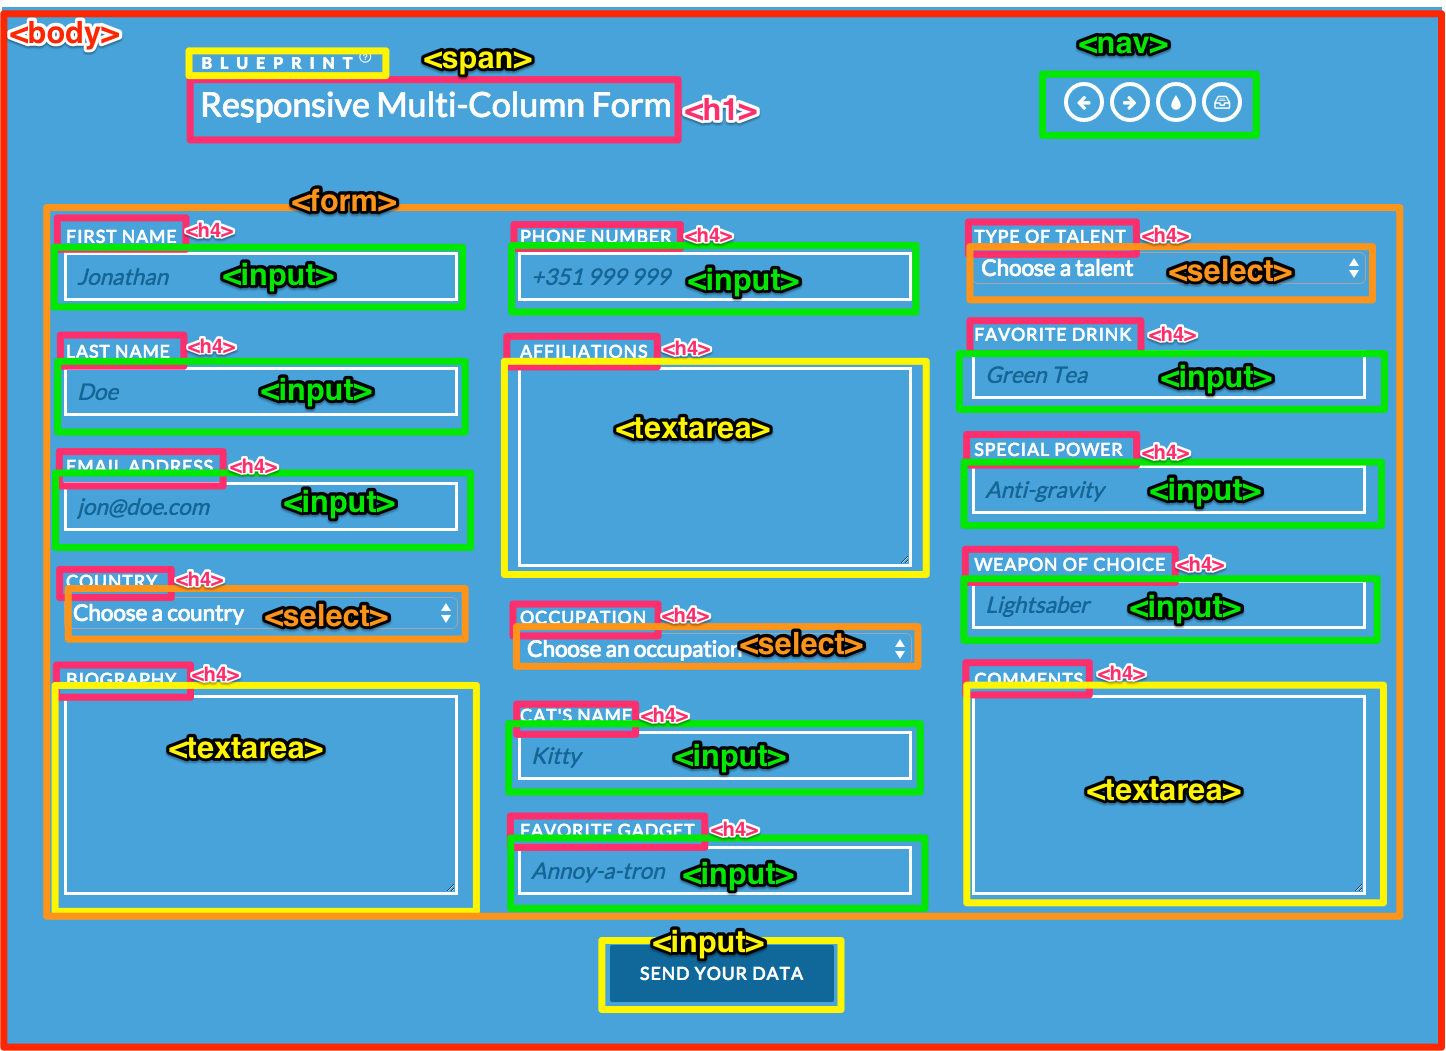 <body>
BLUEPRINT
<span>
<nav>
Responsive Multi-Column Form
<h1>
<form>
FIRST NAME <h4>
Jonathan <input>
LAST NAME <h4>
Doe <input>
EMAIL ADDRESS <h4>
jon@doe.com <input>
COUNTRY <h4>
Choose a country <select>
BIOGRAPHY <h4>
<textarea>
PHONE NUMBER <h4>
+351 999 999 <input>
AFFILIATIONS <h4>
<textarea>
OCCUPATION <h4>
Choose an occupation <select>
CAT'S NAME <h4>
Kitty <input>
FAVORITE GADGET <h4>
Annoy-a-tron <input>
TYPE OF TALENT <h4>
Choose a talent <select>
FAVORITE DRINK <h4>
Green Tea <input>
SPECIAL POWER <h4>
Anti-gravity <input>
WEAPON OF CHOICE <h4>
Lightsaber <input>
COMMENTS <h4>
<textarea>
<input>
SEND YOUR DATA